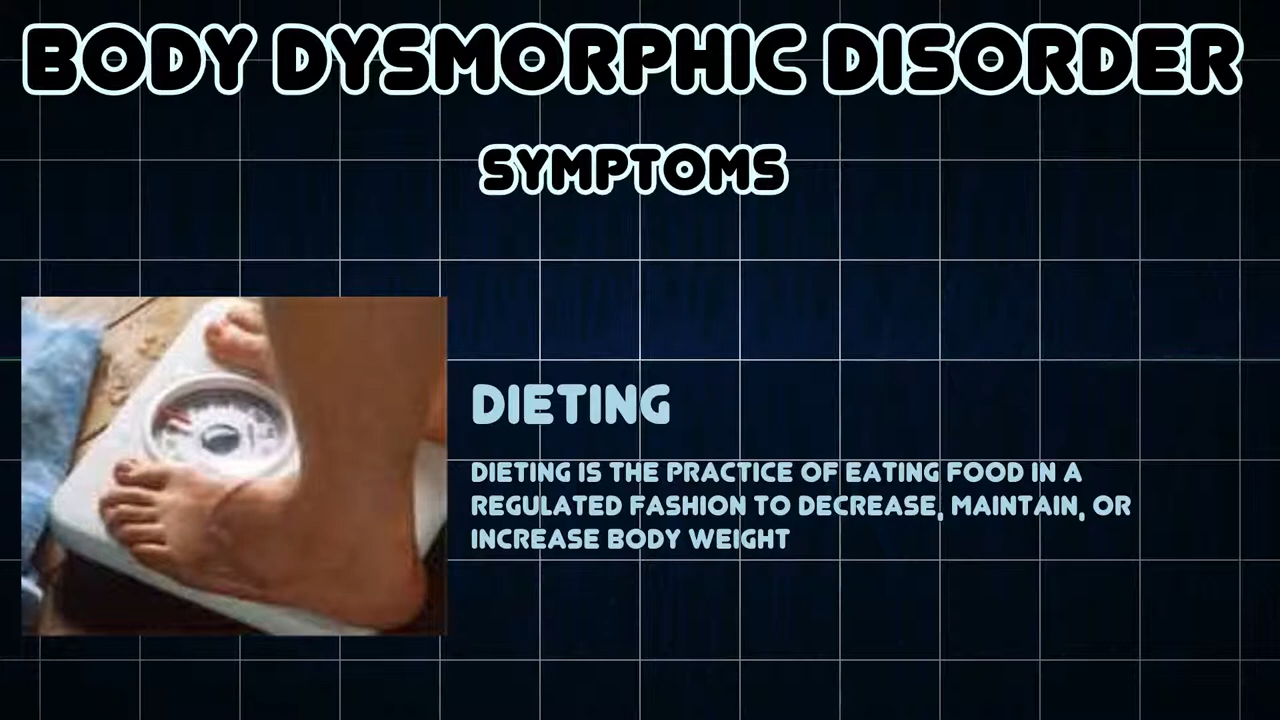 BODY DYSMORPHIC DISORDER
SYMPTOMS
DIETING
DIETING IS THE PRACTICE OF EATING FOOD IN A
REGULATED FASHION TO DECREASE, MAINTAIN, OR
INCREASE BODY WEIGHT